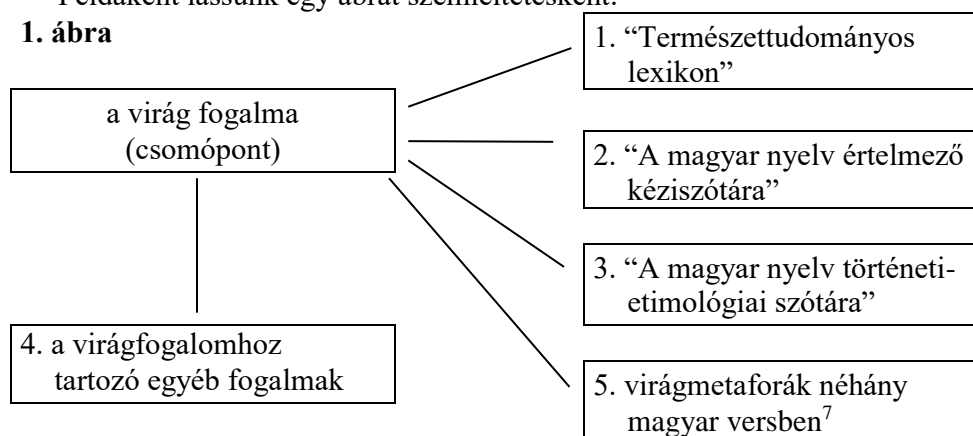 Példaként lássunk egy ábrát szemléltetésként:
1. ábra
a virág fogalma
(csomópont)
1. “Természettudományos
lexikon”
2. “A magyar nyelv értelmező
kéziszótára”
3. “A magyar nyelv történeti-
etimológiai szótára”
4. a virágfogalomhoz
tartozó egyéb fogalmak
5. virágmetaforák néhány
magyar versben⁷